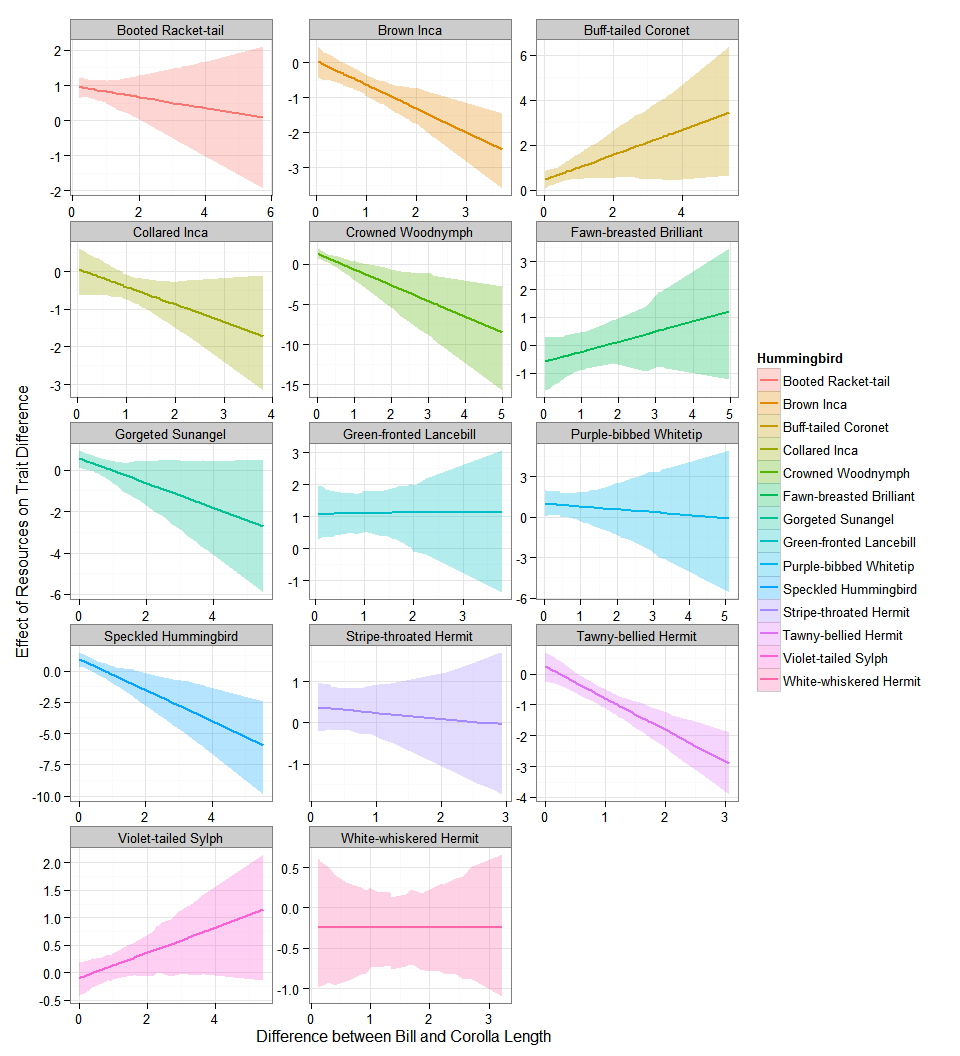 Booted Racket-tail
Brown Inca
Buff-tailed Coronet
2
1
0
-1
-2
0
-1
-2
-3
6
4
2
0
0 2 4 6
0 1 2 3
0 2 4
Collared Inca
Crowned Woodnymph
Fawn-breasted Brilliant
0
-1
-2
-3
0
-5
-10
-15
3
2
1
0
-1
0 1 2 3 4
0 1 2 3 4 5
0 1 2 3 4 5
Gorgeted Sunangel
Green-fronted Lancebill
Purple-bibbed Whitetip
0
-2
-4
-6
3
2
1
0
-1
3
0
-3
-6
0 2 4
0 1 2 3
0 1 2 3 4 5
Speckled Hummingbird
Stripe-throated Hermit
Tawny-bellied Hermit
0.0
-2.5
-5.0
-7.5
-10.0
1
0
-1
0
-1
-2
-3
-4
0 2 4
0 1 2 3
0 1 2 3
Violet-tailed Sylph
White-whiskered Hermit
2.0
1.5
1.0
0.5
0.0
-0.5
0.5
0.0
-0.5
-1.0
0 2 4
0 1 2 3
Effect of Resources on Trait Difference
Difference between Bill and Corolla Length
Hummingbird
Booted Racket-tail
Brown Inca
Buff-tailed Coronet
Collared Inca
Crowned Woodnymph
Fawn-breasted Brilliant
Gorgeted Sunangel
Green-fronted Lancebill
Purple-bibbed Whitetip
Speckled Hummingbird
Stripe-throated Hermit
Tawny-bellied Hermit
Violet-tailed Sylph
White-whiskered Hermit